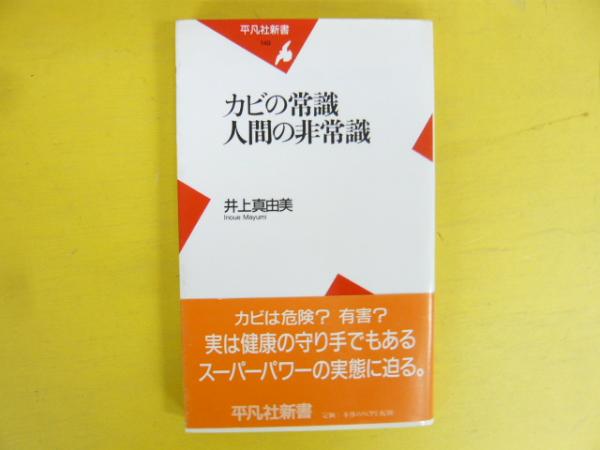 平凡社新書
カビの常識
人間の非常識
井上真由美
Inoue Mayumi
カビは危険? 有害?
実は健康の守り手でもある
スーパーパワーの実態に迫る。
平凡社新書